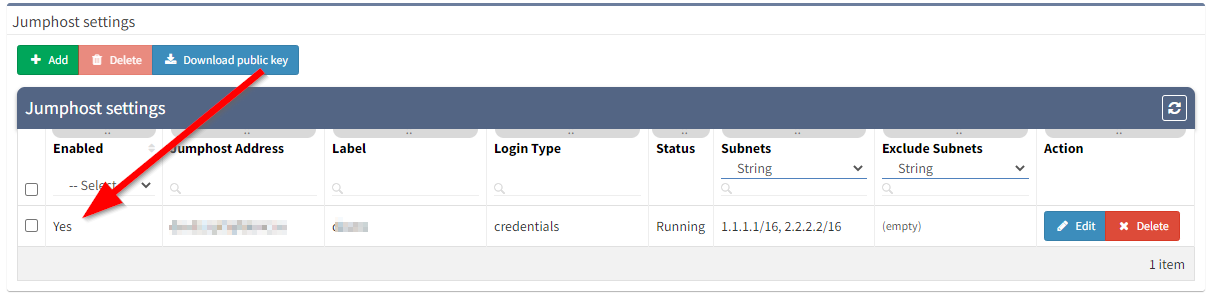 Jumphost settings
Add Delete Download public key
Jumphost settings
.. .. .. .. .. .. .. ..
Enabled Jumphost Address Label Login Type Status Subnets Exclude Subnets Action
-- Select String String
Yes credentials Running 1.1.1.1/16, 2.2.2.2/16 (empty) Edit Delete
1 item